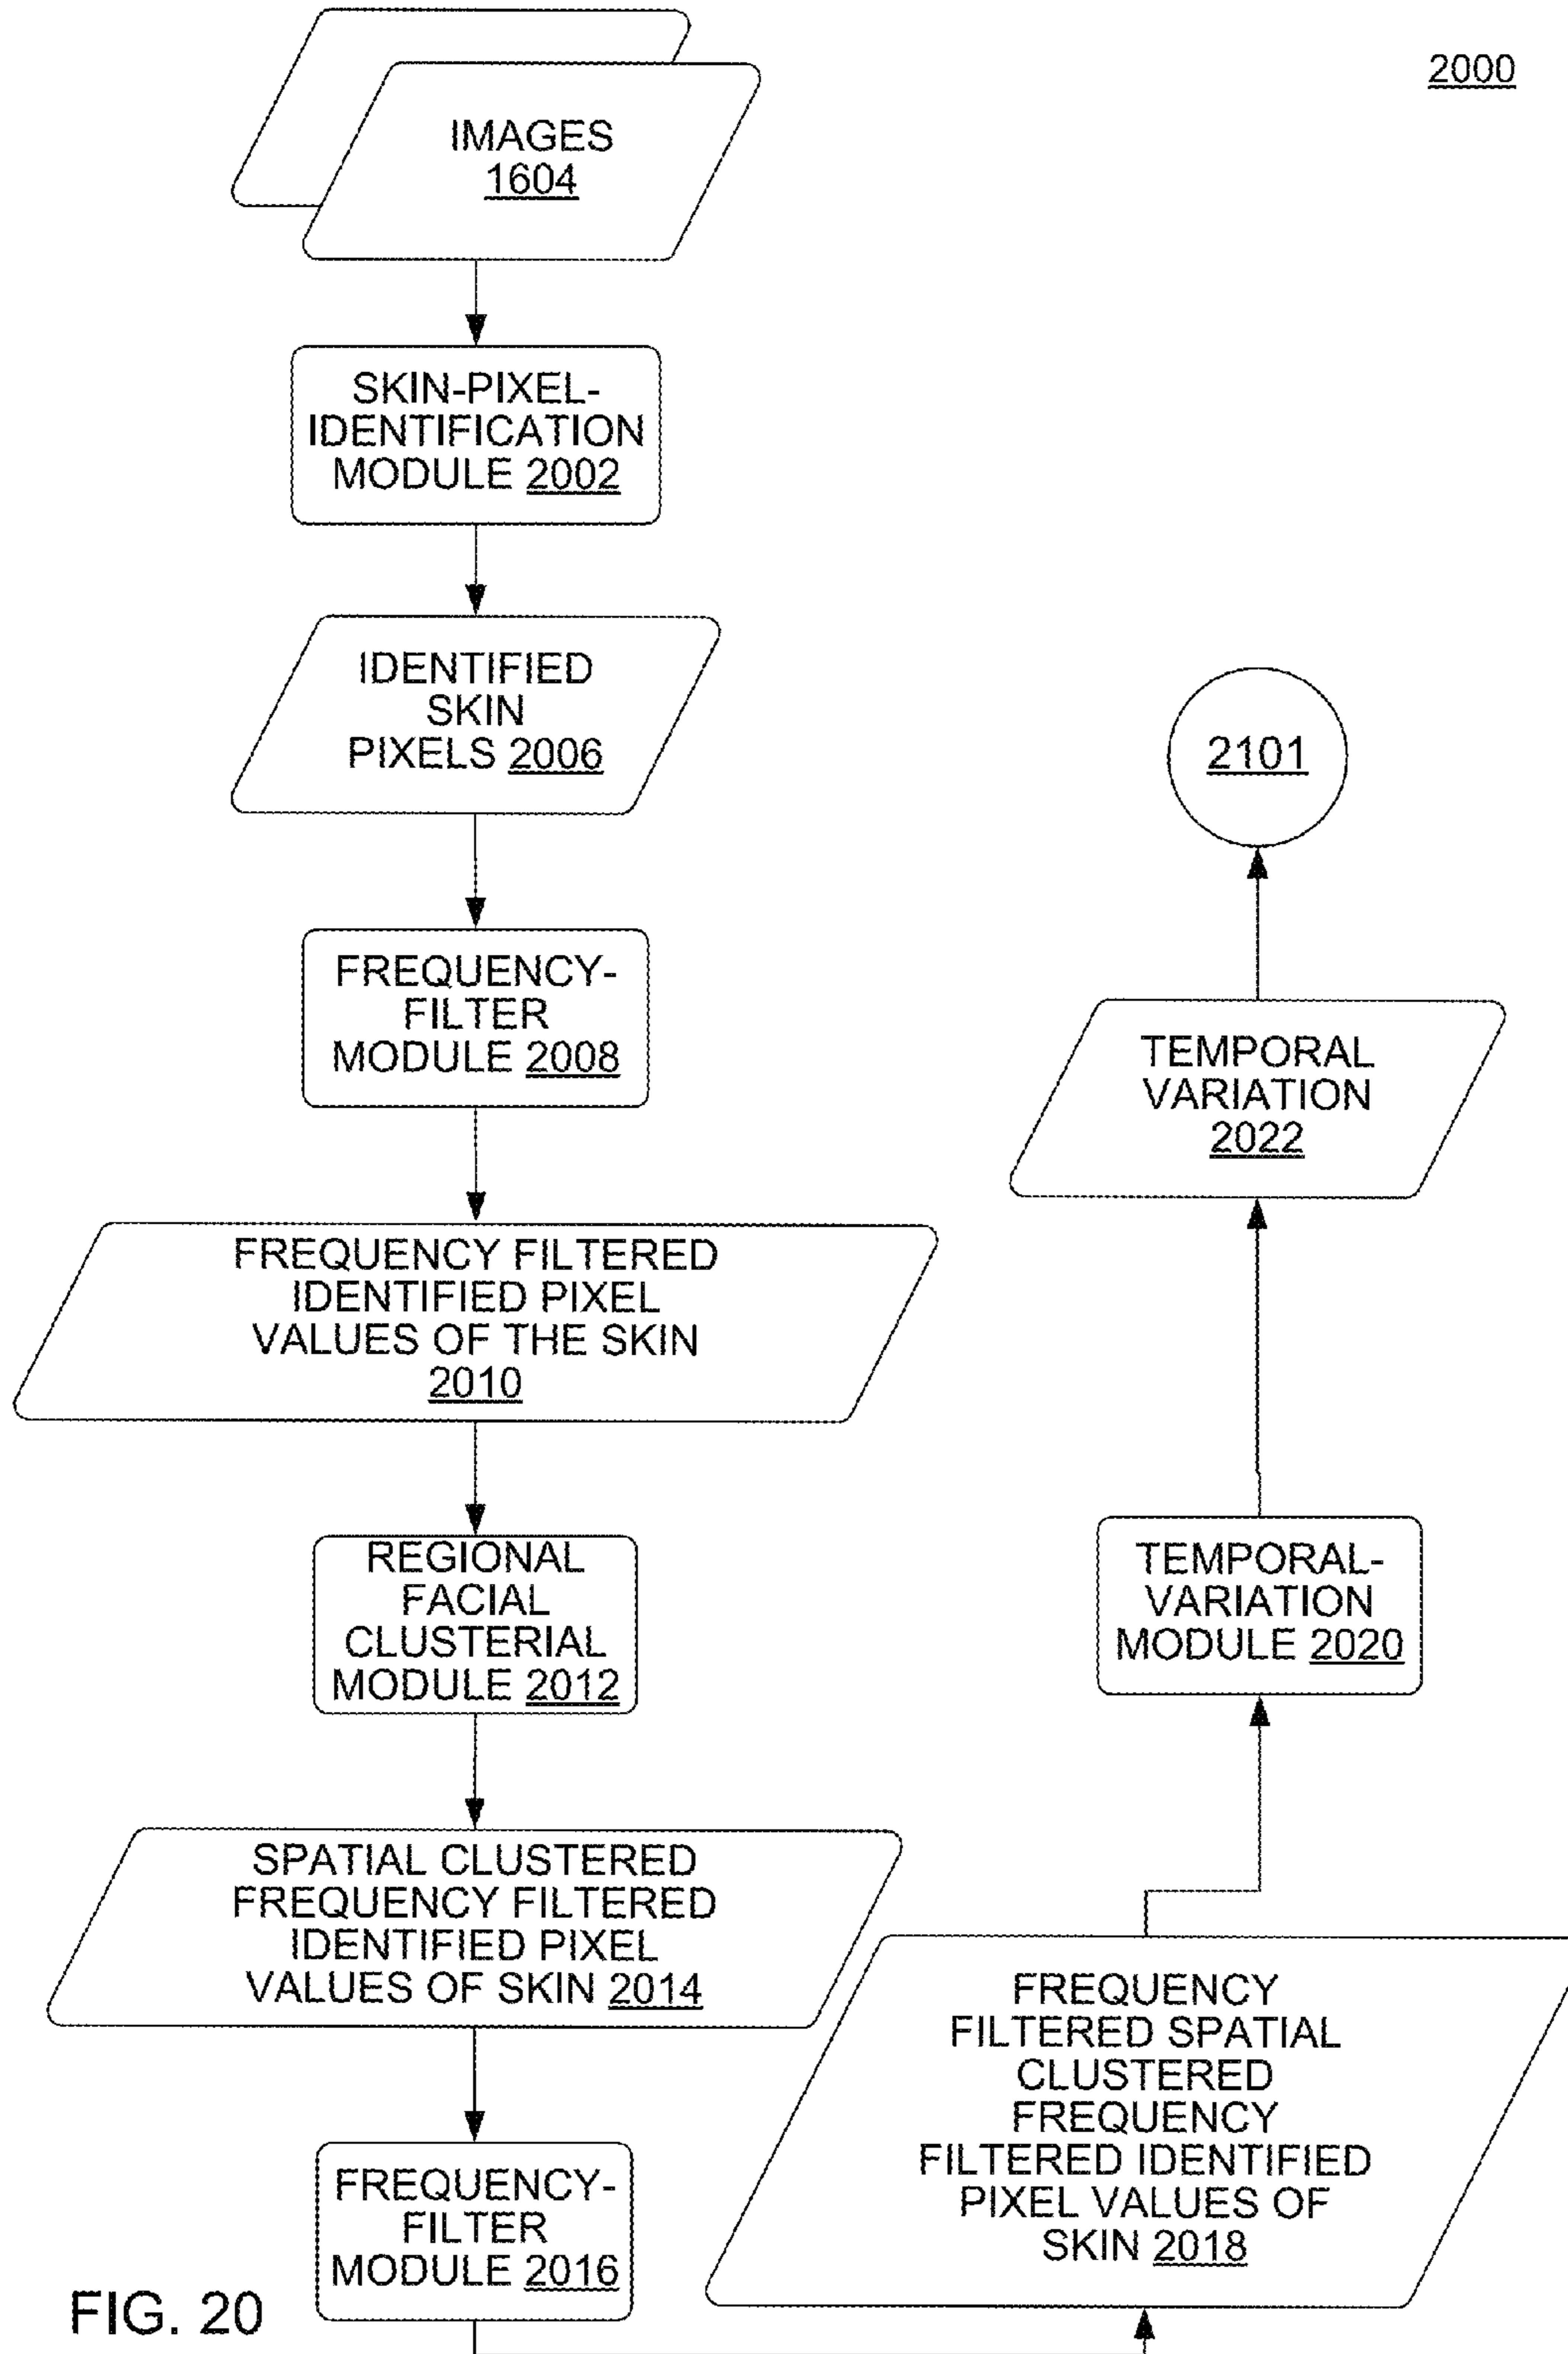 2000
IMAGES
1604
SKIN-PIXEL-
IDENTIFICATION
MODULE 2002
IDENTIFIED
SKIN
PIXELS 2006
FREQUENCY-
FILTER
MODULE 2008
FREQUENCY FILTERED
IDENTIFIED PIXEL
VALUES OF THE SKIN
2010
REGIONAL
FACIAL
CLUSTERIAL
MODULE 2012
SPATIAL CLUSTERED
FREQUENCY FILTERED
IDENTIFIED PIXEL
VALUES OF SKIN 2014
FREQUENCY-
FILTER
MODULE 2016
FREQUENCY
FILTERED SPATIAL
CLUSTERED
FREQUENCY
FILTERED IDENTIFIED
PIXEL VALUES OF
SKIN 2018
TEMPORAL-
VARIATION
MODULE 2020
TEMPORAL
VARIATION
2022
2101
FIG. 20